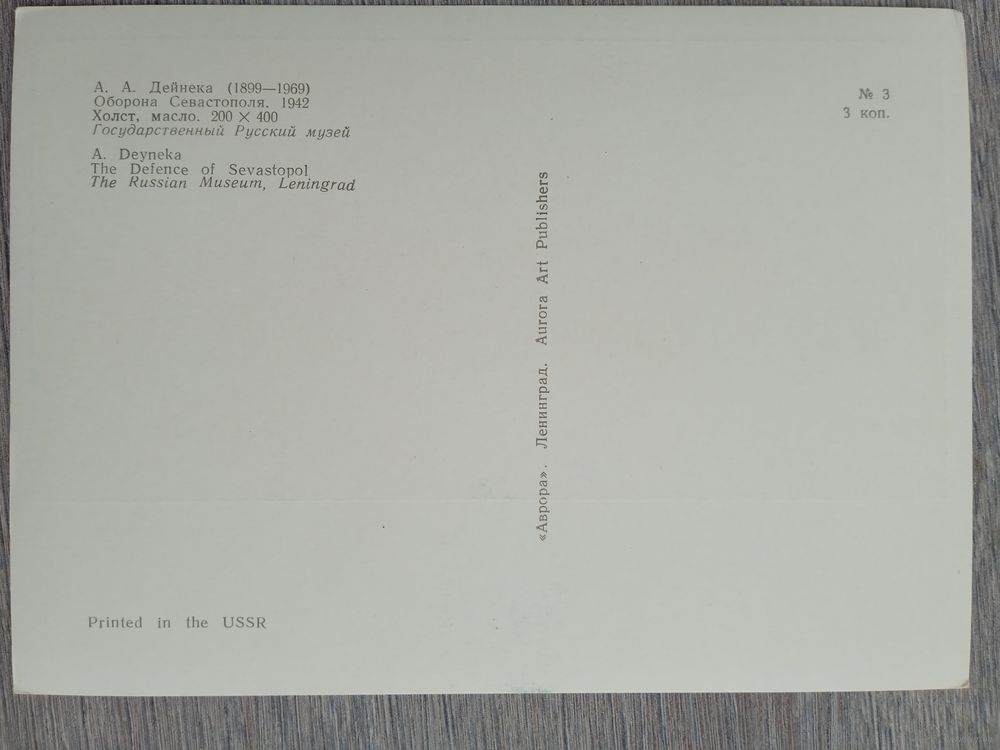 А. А. Дейнека (1899—1969)
Оборона Севастополя. 1942
Холст, масло. 200 × 400
Государственный Русский музей
A. Deyneka
The Defence of Sevastopol
The Russian Museum, Leningrad
№ 3
3 коп.
«Аврора». Ленинград. Aurora Art Publishers
Printed in the USSR